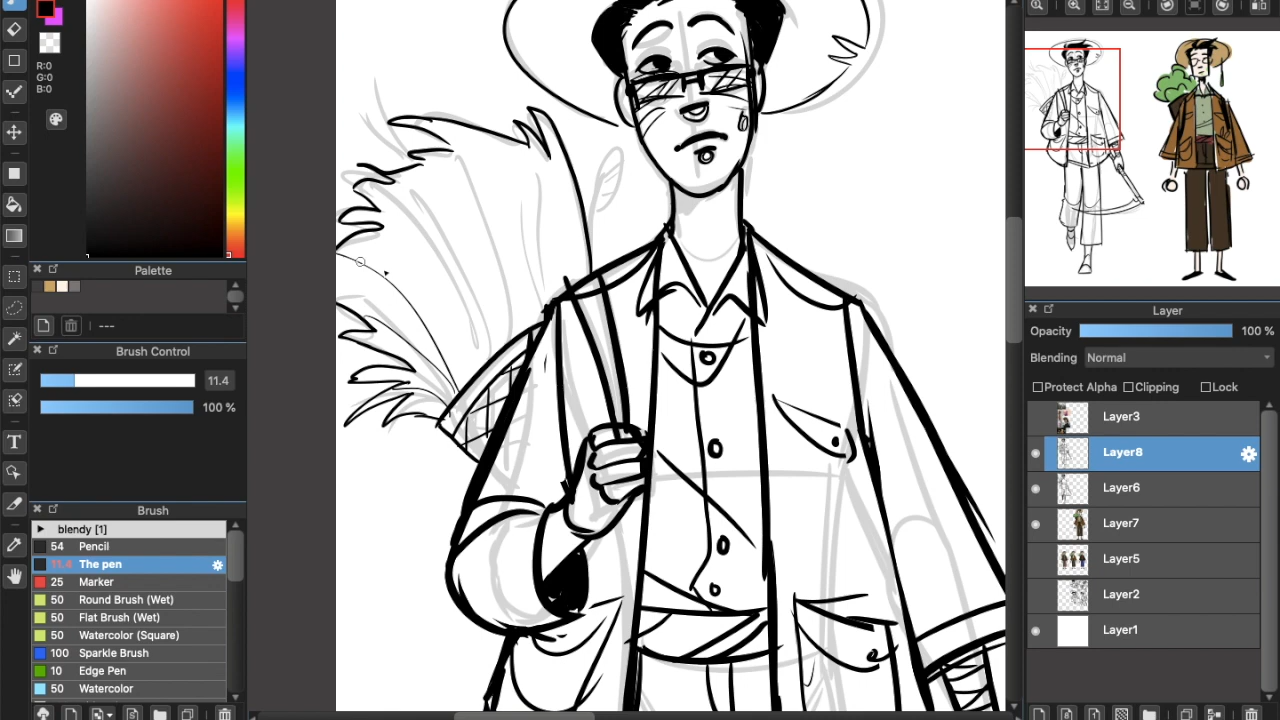 R:0
G:0
B:0
Palette
---
Brush Control
11.4
100 %
Brush
blendy [1]
54 Pencil
11.4 The pen
25 Marker
50 Round Brush (Wet)
50 Flat Brush (Wet)
50 Watercolor (Square)
100 Sparkle Brush
10 Edge Pen
50 Watercolor
T
Layer
Opacity 100 %
Blending Normal
Protect Alpha Clipping Lock
Layer3
Layer8
Layer6
Layer7
Layer5
Layer2
Layer1